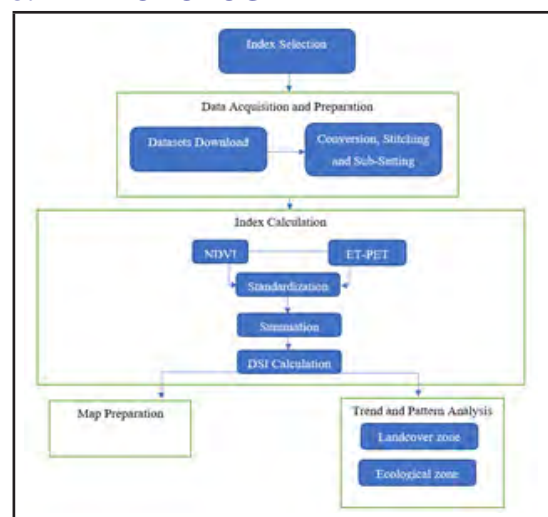 Index Selection
Data Acquisition and Preparation
Datasets Download
Conversion, Stitching
and Sub-Setting
Index Calculation
NDVI
ET-PET
Standardization
Summation
DSI Calculation
Map Preparation
Trend and Pattern Analysis
Landcover zone
Ecological zone